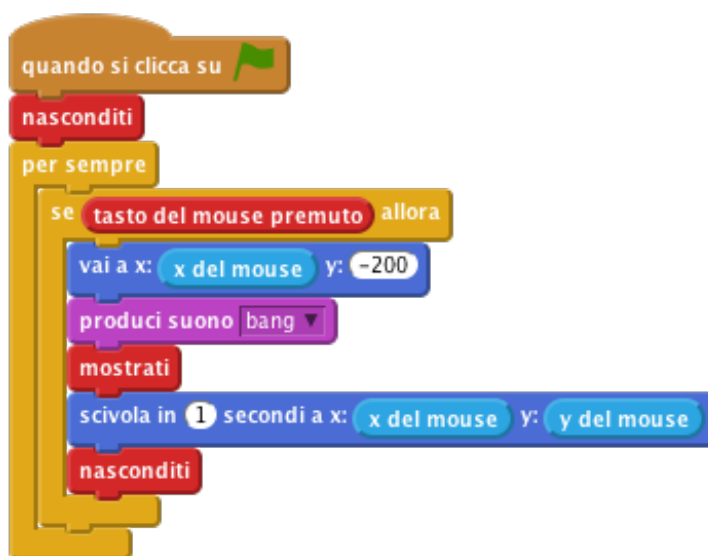 quando si clicca su
nasconditi
per sempre
se tasto del mouse premuto allora
vai a x: x del mouse y: -200
produci suono bang
mostrati
scivola in 1 secondi a x: x del mouse y: y del mouse
nasconditi